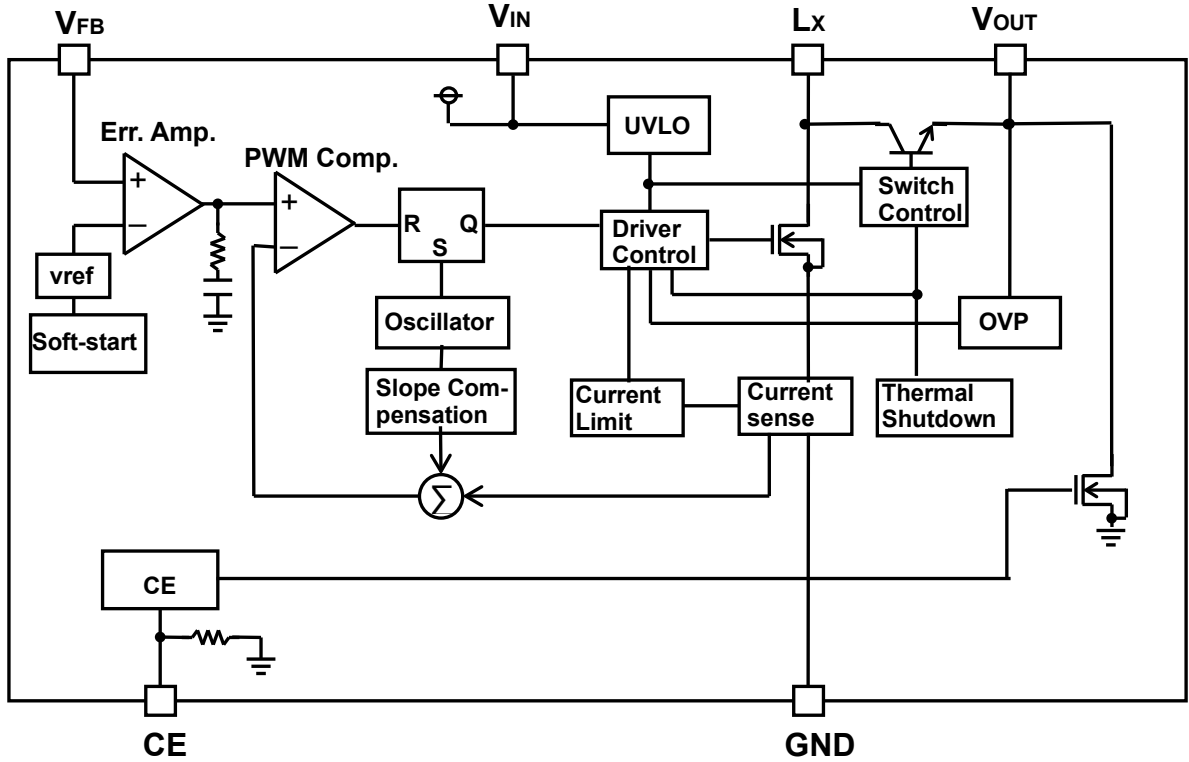 VFB
VIN
LX
VOUT
Err. Amp.
UVLO
PWM Comp.
+
−
+
−
R
Q
S
Driver
Control
Switch
Control
vref
Soft-start
Oscillator
OVP
Slope Com-
pensation
Current
Limit
Current
sense
Thermal
Shutdown
Σ
CE
CE
GND